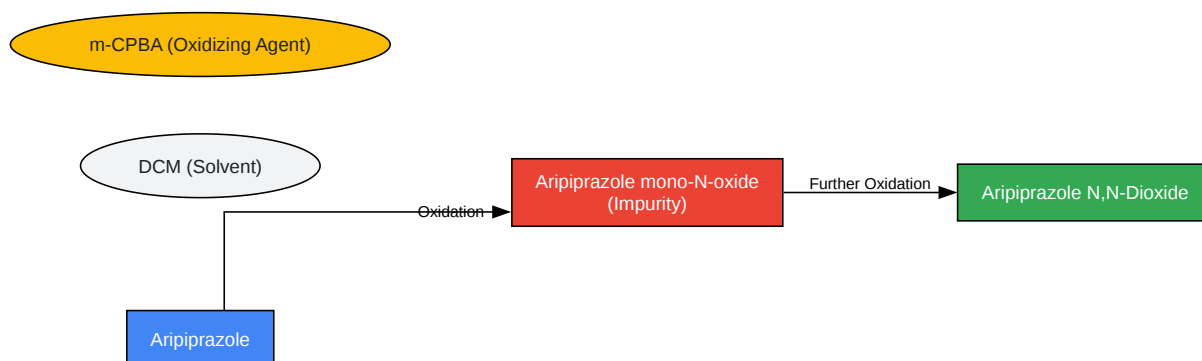 m-CPBA (Oxidizing Agent)
DCM (Solvent)
Aripiprazole mono-N-oxide
(Impurity)
Further Oxidation
Aripiprazole N,N-Dioxide
Oxidation
Aripiprazole